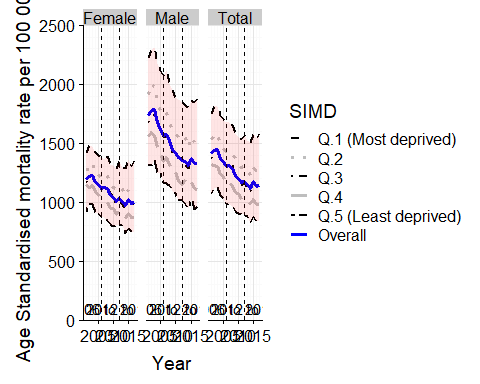 Female Male Total
Age Standardised mortality rate per 100 00
2500
2000
1500
1000
500
0
Year
SIMD
Q.1 (Most deprived)
Q.2
Q.3
Q.4
Q.5 (Least deprived)
Overall